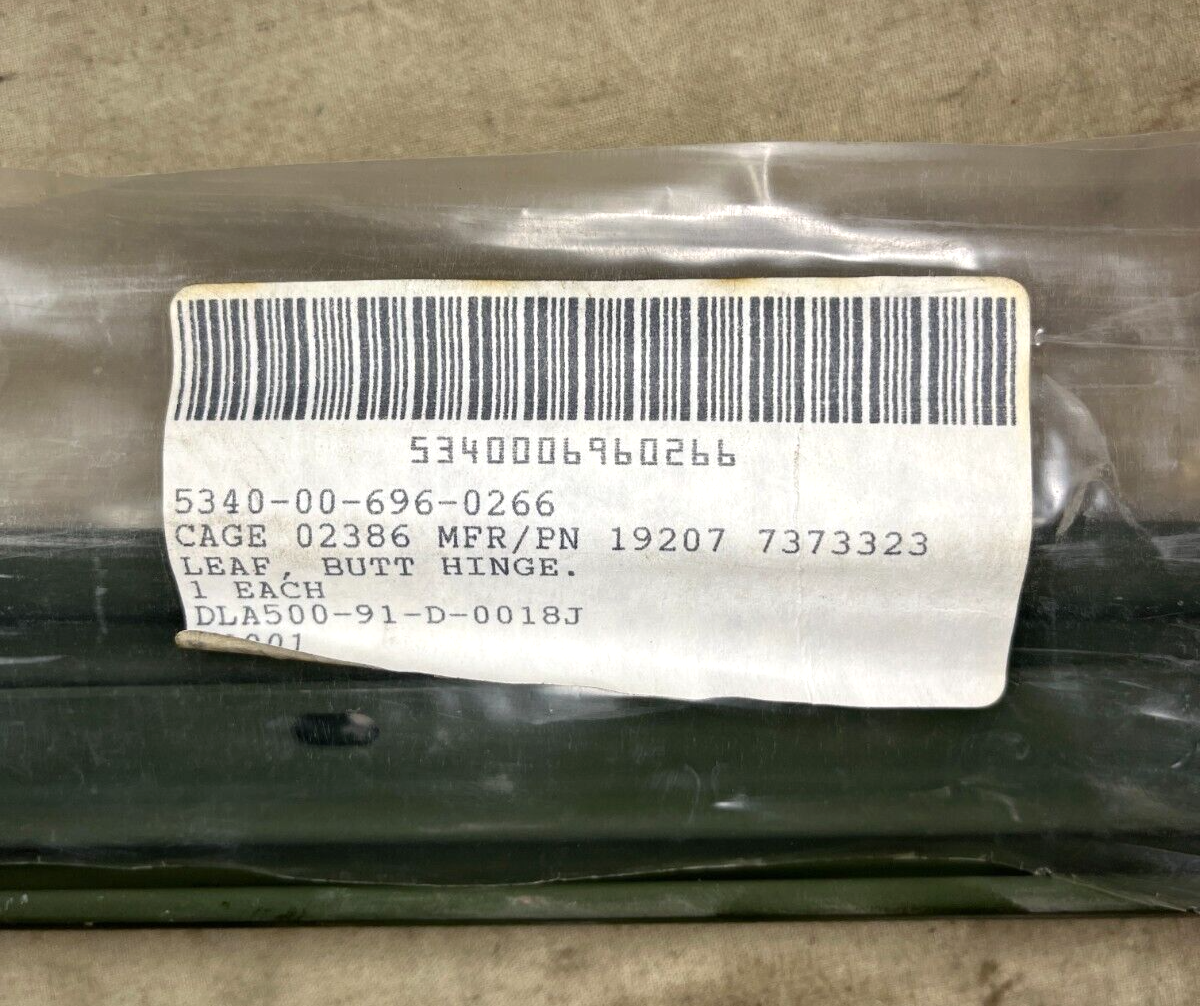 5340006960266
5340-00-696-0266
CAGE 02386 MFR/PN 19207 7373323
LEAF, BUTT HINGE.
1 EACH
DLA500-91-D-0018J